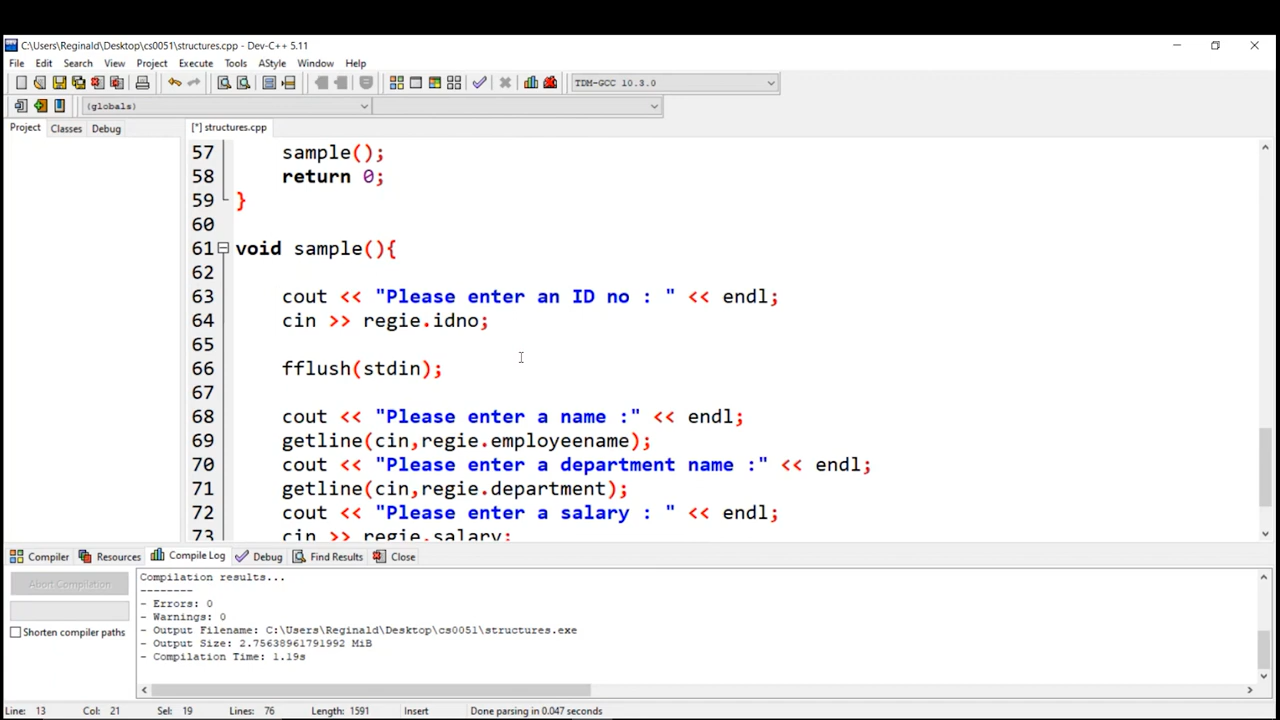 C:\Users\Reginald\Desktop\cs0051\structures.cpp - Dev-C++ 5.11
File Edit Search View Project Execute Tools AStyle Window Help
TDM-GCC 10.3.0
(globals)
Project Classes Debug [*] structures.cpp
57 sample();
58 return 0;
59 }
60
61 void sample(){
62
63 cout << "Please enter an ID no : " << endl;
64 cin >> regie.idno;
65
66 fflush(stdin);
67
68 cout << "Please enter a name :" << endl;
69 getline(cin,regie.employeename);
70 cout << "Please enter a department name :" << endl;
71 getline(cin,regie.department);
72 cout << "Please enter a salary : " << endl;
73 cin >> regie.salary;
Compiler Resources Compile Log Debug Find Results Close
Abort Compilation
Shorten compiler paths
Compilation results...
--------
- Errors: 0
- Warnings: 0
- Output Filename: C:\Users\Reginald\Desktop\cs0051\structures.exe
- Output Size: 2.75638961791992 MiB
- Compilation Time: 1.19s
Line: 13 Col: 21 Sel: 19 Lines: 76 Length: 1591 Insert Done parsing in 0.047 seconds